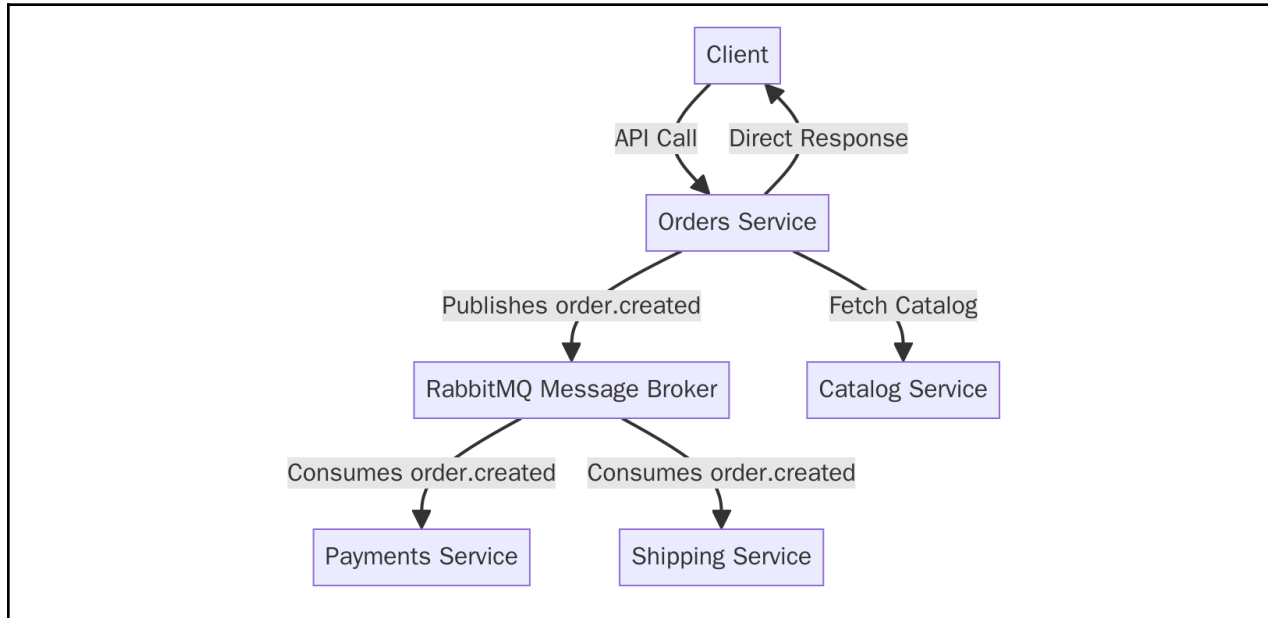 Client
API Call
Direct Response
Orders Service
Publishes order.created
Fetch Catalog
RabbitMQ Message Broker
Catalog Service
Consumes order.created
Consumes order.created
Payments Service
Shipping Service